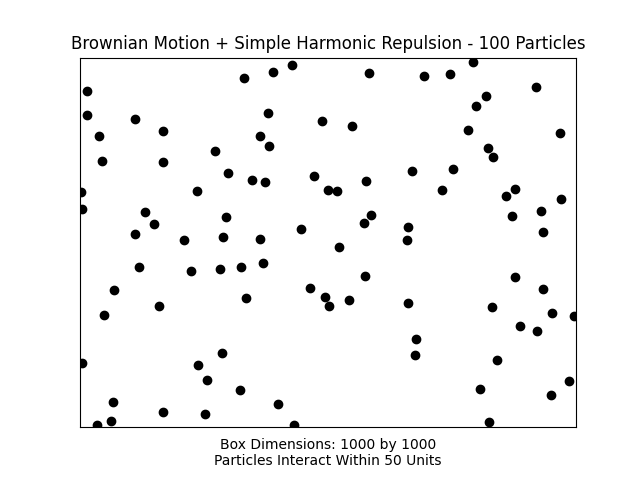 Brownian Motion + Simple Harmonic Repulsion - 100 Particles
Box Dimensions: 1000 by 1000
Particles Interact Within 50 Units